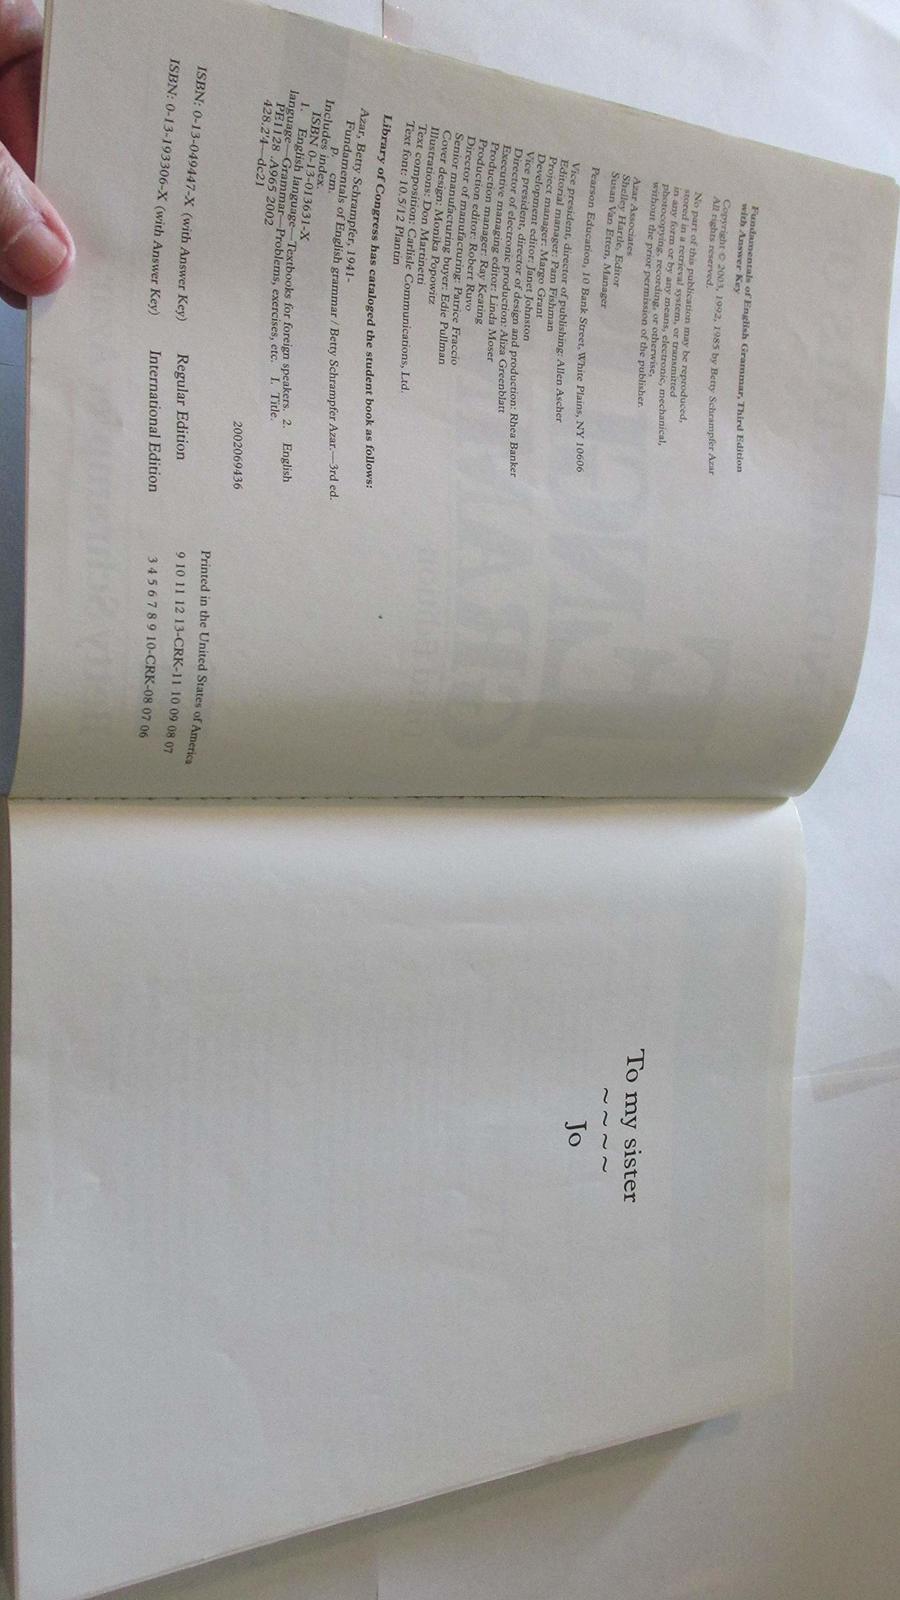 Fundamentals of English Grammar, Third Edition
with Answer Key
Copyright © 2003, 1992, 1985 by Betty Schrampfer Azar
All rights reserved.
No part of this publication may be reproduced,
stored in a retrieval system, or transmitted
in any form or by any means, electronic, mechanical,
photocopying, recording, or otherwise,
without the prior permission of the publisher.
Azar Associates
Shelley Hartle, Editor
Susan Van Etten, Manager
Pearson Education, 10 Bank Street, White Plains, NY 10606
Vice president, director of publishing: Allen Ascher
Editorial manager: Pam Fishman
Project manager: Margo Grant
Development editor: Janet Johnston
Vice president, director of design and production: Rhea Banker
Director of electronic production: Aliza Greenblatt
Executive managing editor: Linda Moser
Production manager: Ray Keating
Production editor: Robert Ruvo
Director of manufacturing: Patrice Fraccio
Senior manufacturing buyer: Edie Pullman
Cover design: Monika Popowitz
Illustrations: Don Martinetti
Text composition: Carlisle Communications, Ltd.
Text font: 10.5/12 Plantin
Library of Congress has cataloged the student book as follows:
Azar, Betty Schrampfer, 1941-
Fundamentals of English grammar / Betty Schrampfer Azar.—3rd ed.
p. cm.
Includes index.
ISBN 0-13-013631-X
1. English language—Textbooks for foreign speakers. 2. English
language—Grammar—Problems, exercises, etc. I. Title.
PE1128 .A965 2002
428.2'4—dc21
2002069436
Printed in the United States of America
ISBN: 0-13-049447-X (with Answer Key) Regular Edition 9 10 11 12 13-CRK-11 10 09 08 07
ISBN: 0-13-193306-X (with Answer Key) International Edition 3 4 5 6 7 8 9 10-CRK-08 07 06
To my sister
~ ~ ~ ~
Jo